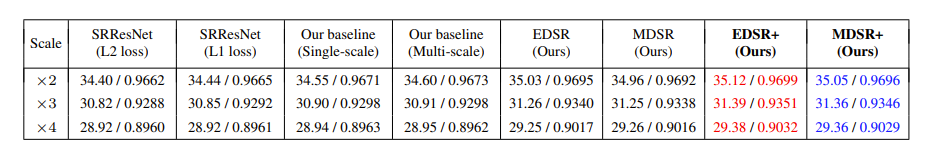 Scale SRResNet (L2 loss) SRResNet (L1 loss) Our baseline (Single-scale) Our baseline (Multi-scale) EDSR (Ours) MDSR (Ours) EDSR+ (Ours) MDSR+ (Ours)
×2 34.40 / 0.9662 34.44 / 0.9665 34.55 / 0.9671 34.60 / 0.9673 35.03 / 0.9695 34.96 / 0.9692 35.12 / 0.9699 35.05 / 0.9696
×3 30.82 / 0.9288 30.85 / 0.9292 30.90 / 0.9298 30.91 / 0.9298 31.26 / 0.9340 31.25 / 0.9338 31.39 / 0.9351 31.36 / 0.9346
×4 28.92 / 0.8960 28.92 / 0.8961 28.94 / 0.8963 28.95 / 0.8962 29.25 / 0.9017 29.26 / 0.9016 29.38 / 0.9032 29.36 / 0.9029